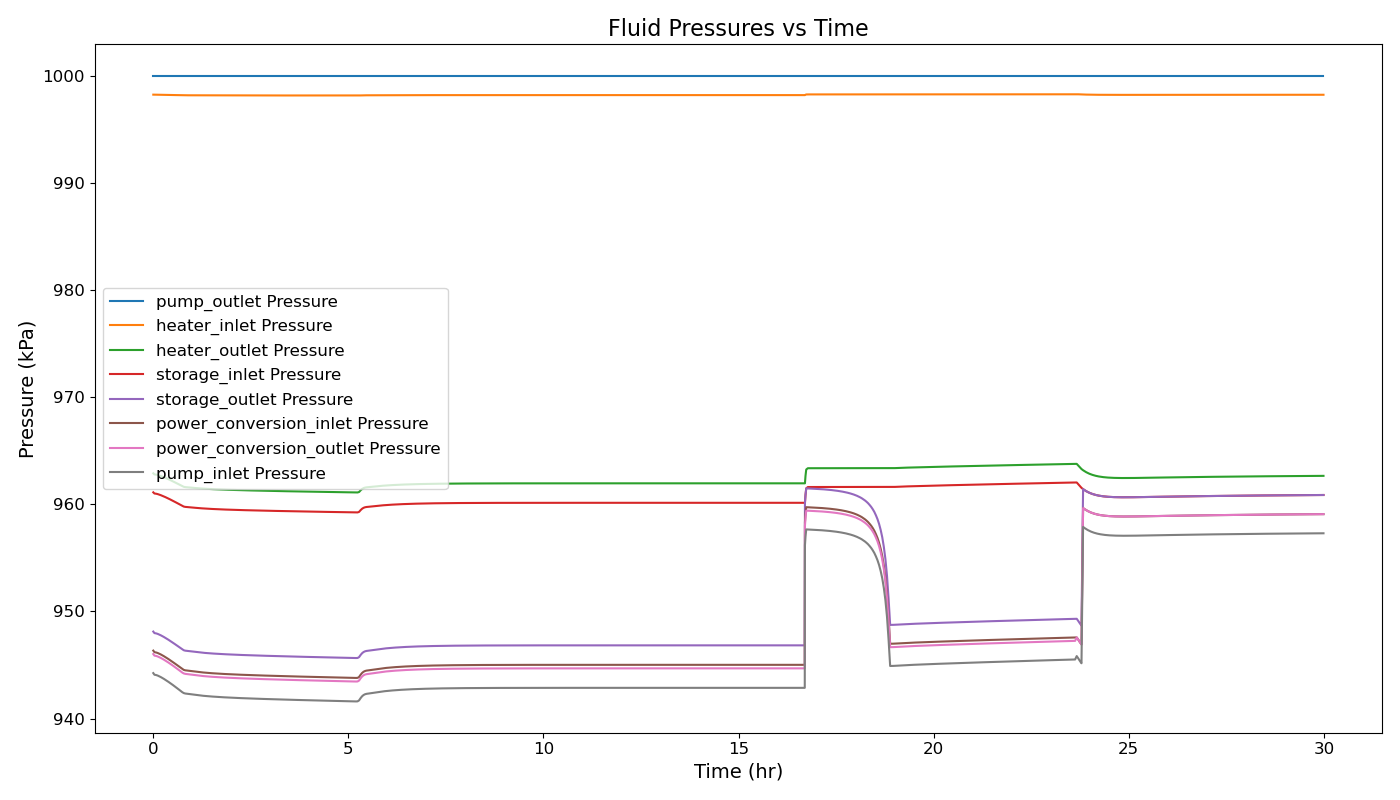 Fluid Pressures vs Time
Pressure (kPa)
1000
990
980
970
960
950
940
pump_outlet Pressure
heater_inlet Pressure
heater_outlet Pressure
storage_inlet Pressure
storage_outlet Pressure
power_conversion_inlet Pressure
power_conversion_outlet Pressure
pump_inlet Pressure
0 5 10 15 20 25 30
Time (hr)